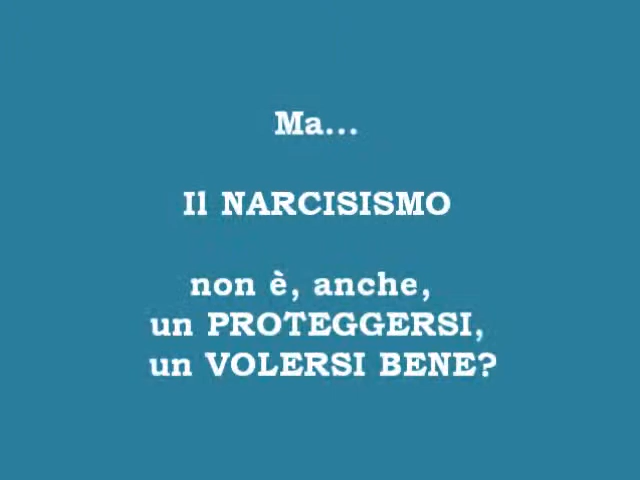 Ma...
Il NARCISISMO
non è, anche,
un PROTEGGERSI,
un VOLERSI BENE?